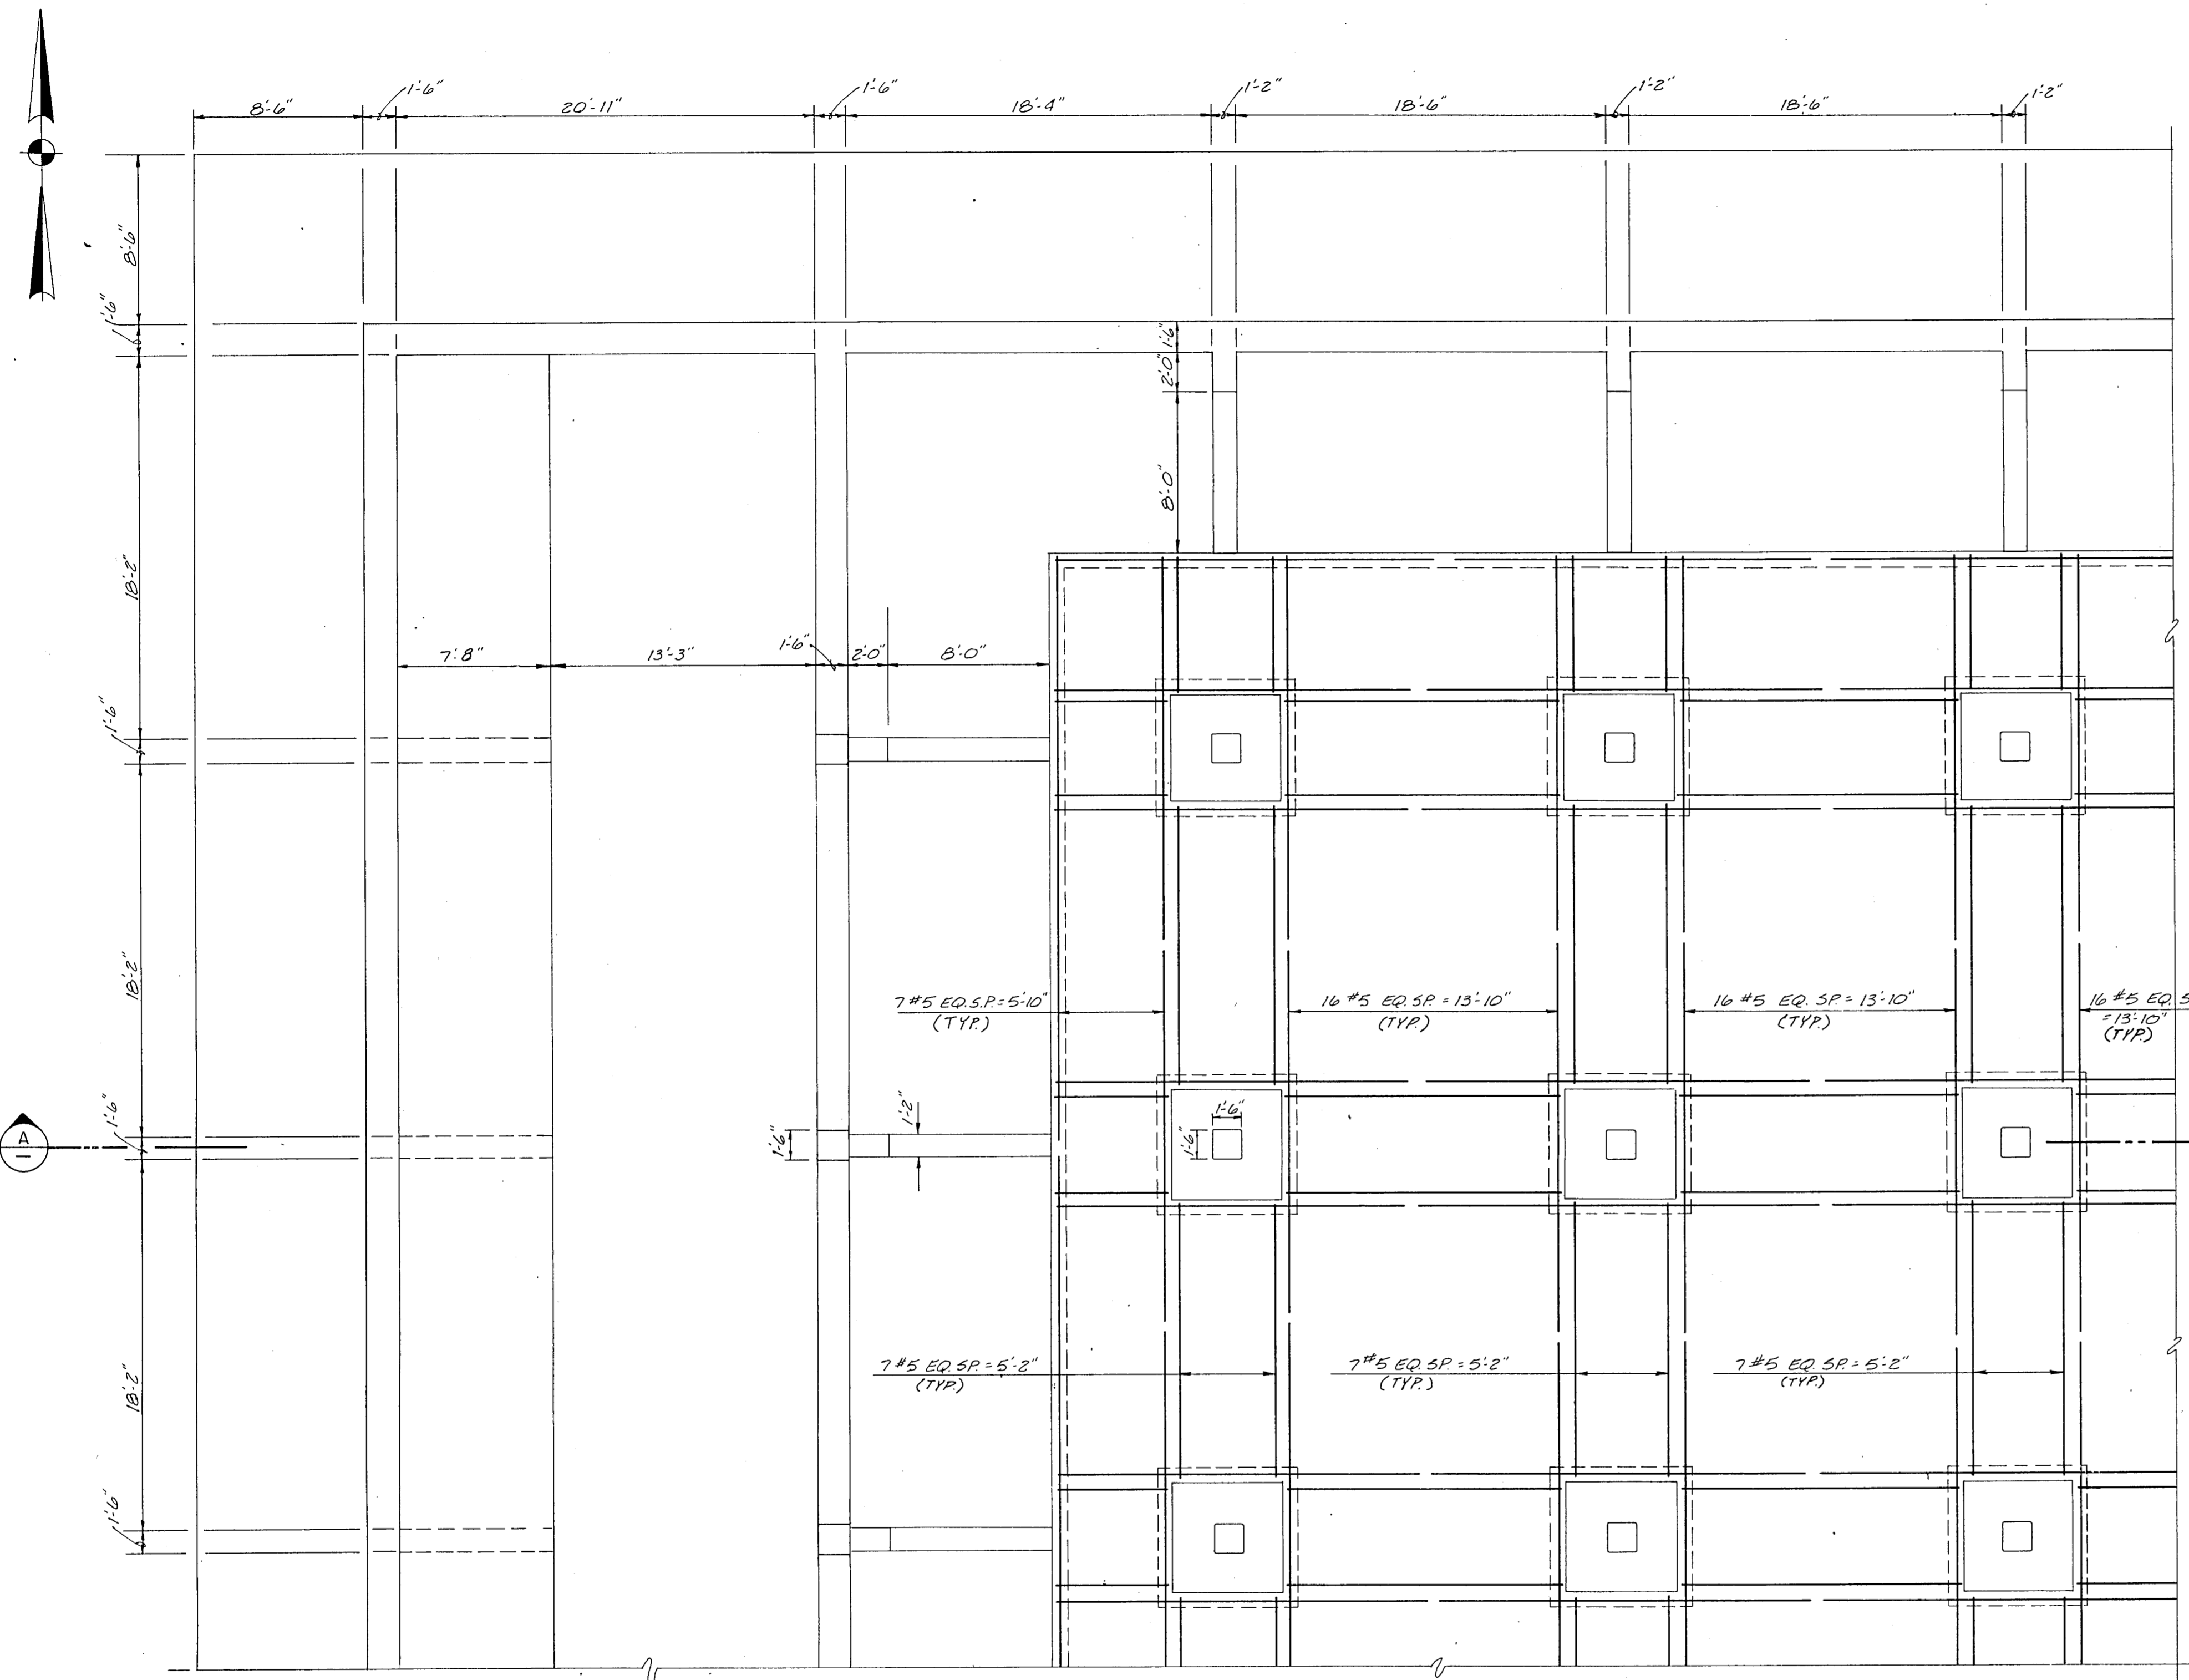 1'-6"
1'-6"
1'-2"
1'-2"
1'-2"
8'-6"
20'-11"
18'-4"
18'-6"
18'-6"
8'-6"
1'-6"
1'-6"
2'-0"
8'-0"
18'-2"
7'-8"
13'-3"
1'-6"
2'-0"
8'-0"
1'-6"
18'-2"
7 #5 EQ. S.P. = 5'-10"
(TYP.)
16 #5 EQ. SP. = 13'-10"
(TYP.)
16 #5 EQ. SP. = 13'-10"
(TYP.)
16 #5 EQ. S
= 13'-10"
(TYP.)
1'-6"
1'-2"
1'-6"
1'-6"
1'-6"
A
18'-2"
7 #5 EQ. SP. = 5'-2"
(TYP.)
7 #5 EQ. SP. = 5'-2"
(TYP.)
7 #5 EQ. SP. = 5'-2"
(TYP.)
1'-6"